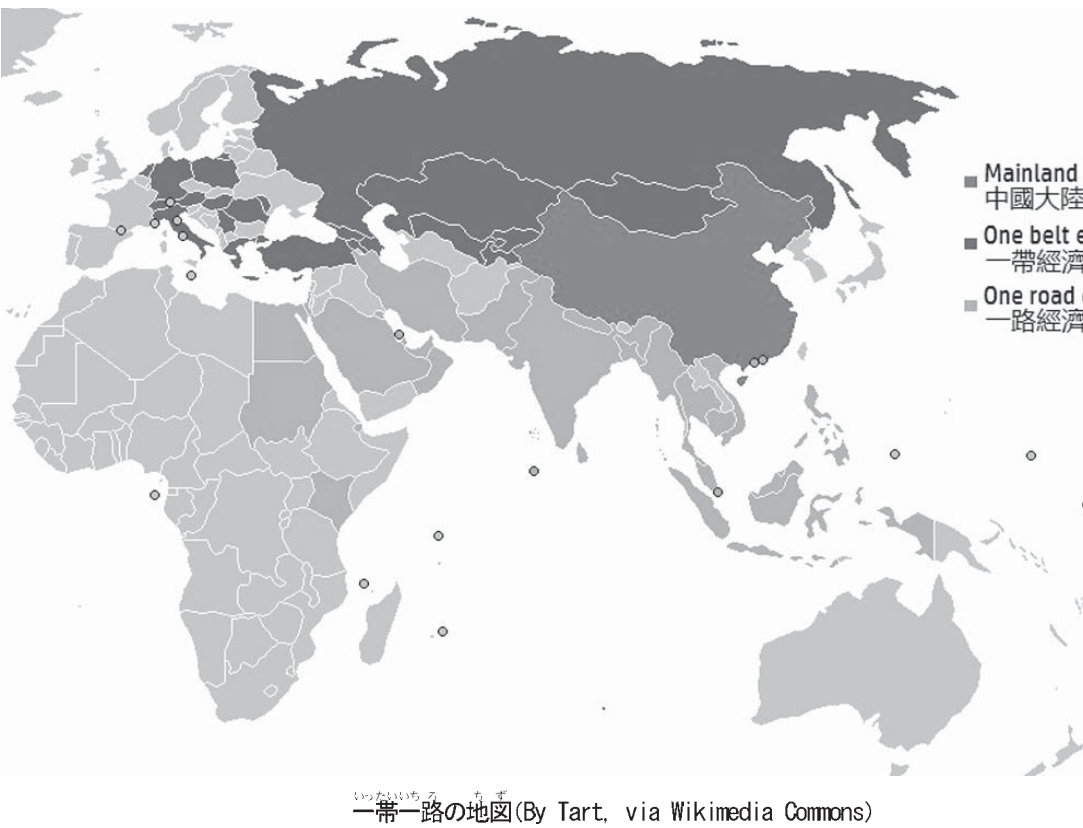 Mainland
中國大陸
One belt e
一帶經濟
One road
一路經濟
いったいいちろ ちず
一帯一路の地図(By Tart, via Wikimedia Commons)